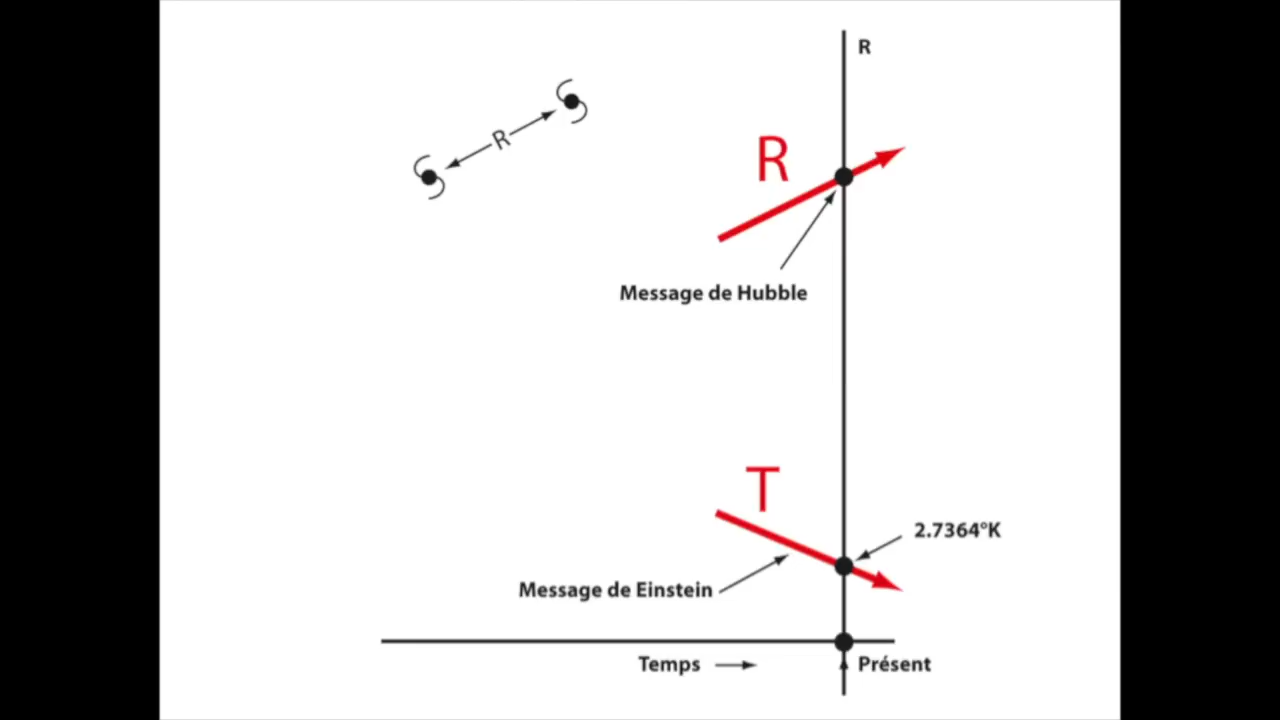 R
R
R
Message de Hubble
T
2.7364°K
Message de Einstein
Temps
Présent